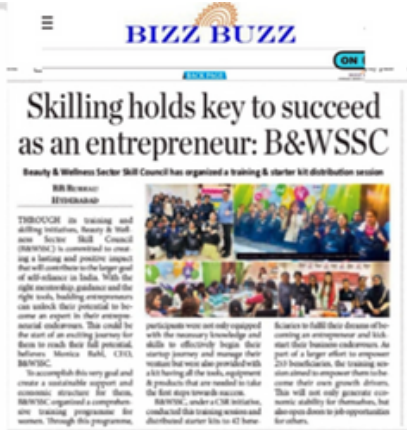 BIZZ BUZZ
ON
BACK PAGE
Skilling holds key to succeed
as an entrepreneur: B&WSSC
Beauty & Wellness Sector Skill Council has organized a training & starter kit distribution session
BB BUREAU
HYDERABAD
THROUGH its training and
skilling initiatives, Beauty & Well-
ness Sector Skill Council
(B&WSSC) is committed to creat-
ing a lasting and positive impact
that will contribute to the larger goal
of self-reliance in India. With the
right mentorship, guidance and the
right tools, budding entrepreneurs
can unlock their potential to be-
come an expert in their entrepre-
neurial endeavours. This could be
the start of an exciting journey for
them to reach their full potential,
believes Monica Bahl, CEO,
B&WSSC.
To accomplish this very goal and
create a sustainable support and
economic structure for them,
B&WSSC organized a comprehen-
sive training programme for
women. Through this programme,
participants were not only equipped
with the necessary knowledge and
skills to effectively begin their
startup journey and manage their
venture but were also provided with
a kit having all the tools, equipment
& products that are needed to take
the first steps towards success.
B&WSSC, under a CSR Initiative,
conducted this training session and
distributed starter kits to 42 bene-
ficiaries to fulfil their dreams of be-
coming an entrepreneur and kick-
start their business endeavours. As
part of a larger effort to empower
253 beneficiaries, the training ses-
sion aimed to empower them to be-
come their own growth drivers.
This will not only generate eco-
nomic stability for themselves, but
also open doors to job opportunities
for others.